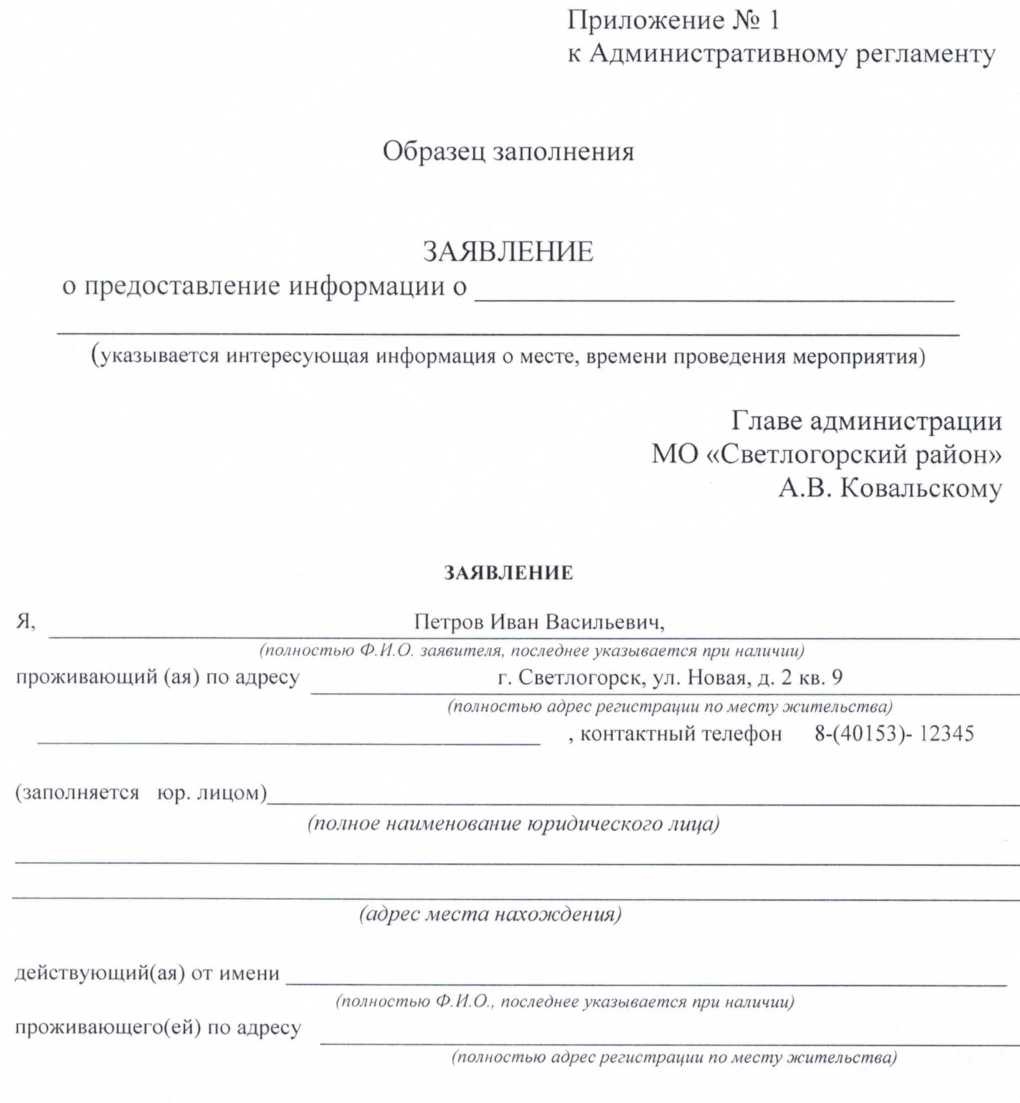 Приложение № 1
к Административному регламенту
Образец заполнения
ЗАЯВЛЕНИЕ
о предоставление информации о
(указывается интересующая информация о месте, времени проведения мероприятия)
Главе администрации
МО «Светлогорский район»
А.В. Ковальскому
ЗАЯВЛЕНИЕ
Я, Петров Иван Васильевич,
(полностью Ф.И.О. заявителя, последнее указывается при наличии)
проживающий (ая) по адресу г. Светлогорск, ул. Новая, д. 2 кв. 9
(полностью адрес регистрации по месту жительства)
, контактный телефон 8-(40153)- 12345
(заполняется юр. лицом)
(полное наименование юридического лица)
(адрес места нахождения)
действующий(ая) от имени
(полностью Ф.И.О., последнее указывается при наличии)
проживающего(ей) по адресу
(полностью адрес регистрации по месту жительства)